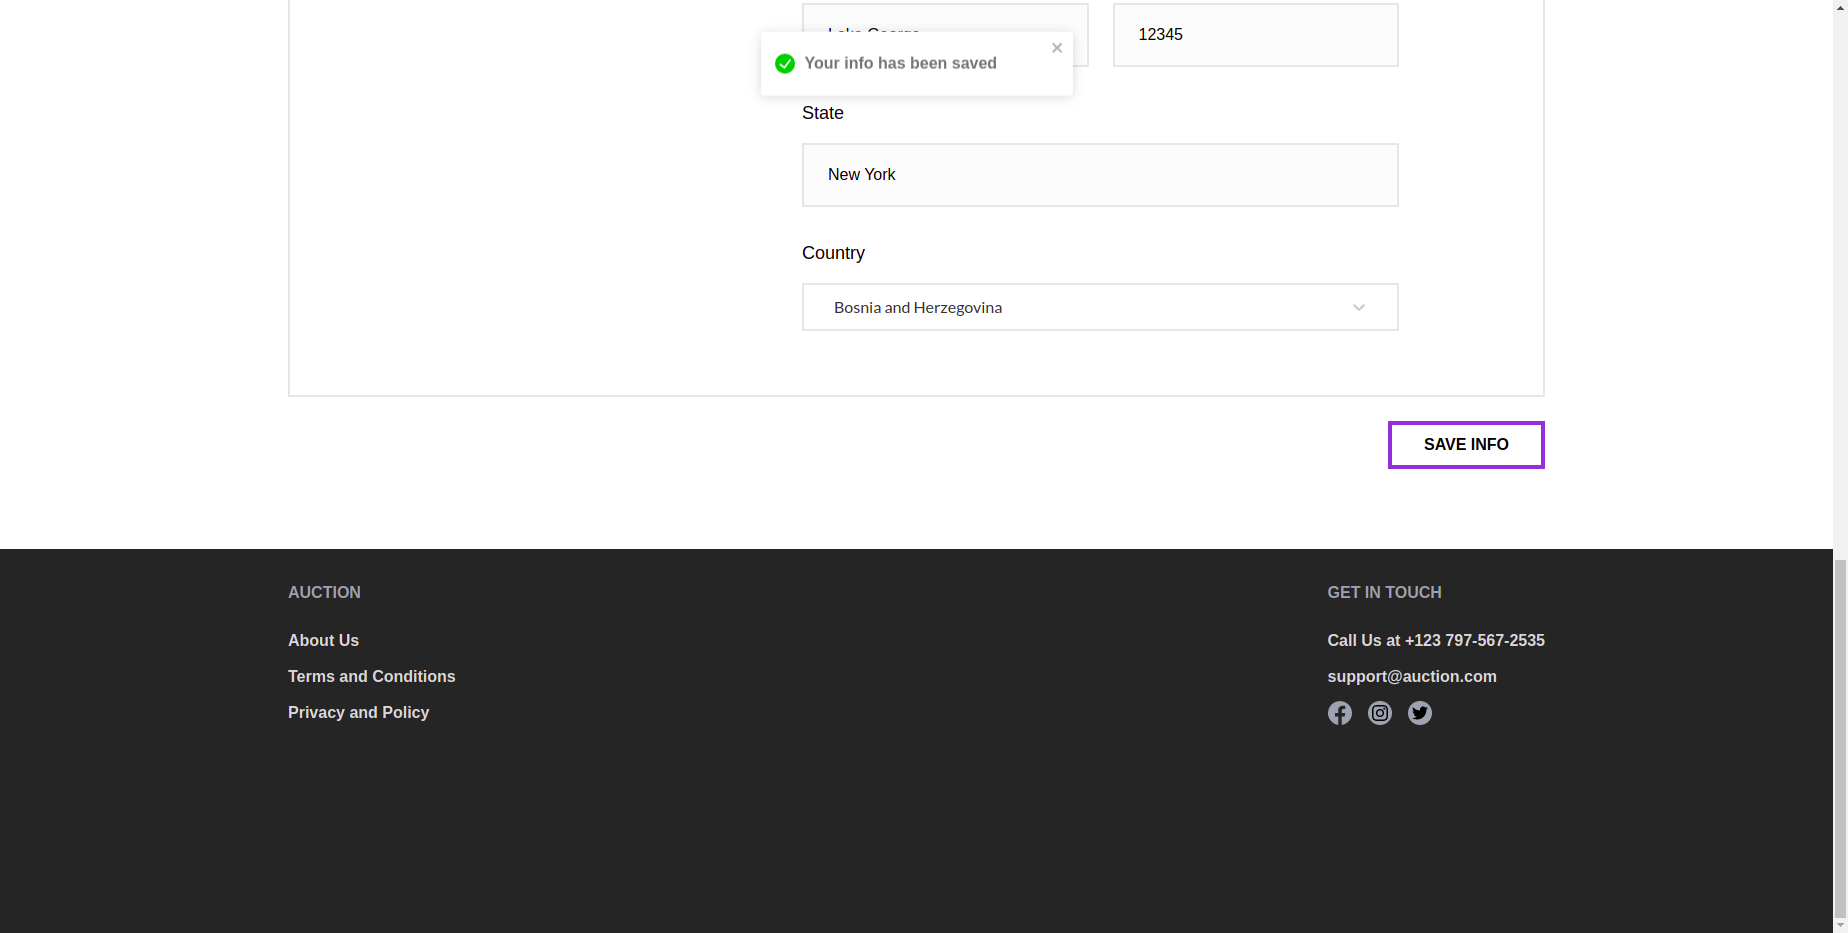 12345
Your info has been saved
State
New York
Country
Bosnia and Herzegovina
SAVE INFO
AUCTION
About Us
Terms and Conditions
Privacy and Policy
GET IN TOUCH
Call Us at +123 797-567-2535
support@auction.com